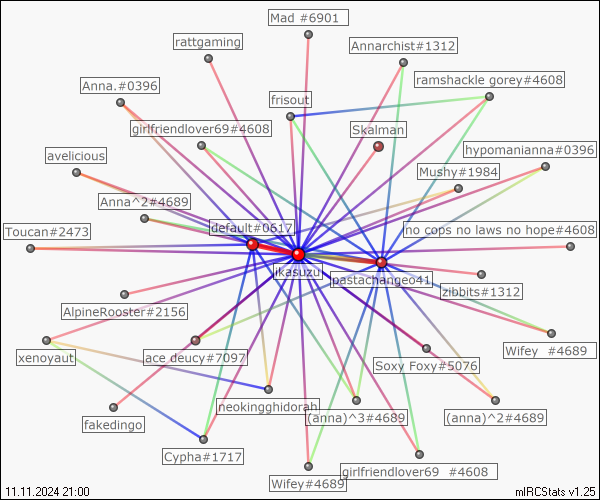 Mad #6901
rattgaming
Annarchist#1312
Anna.#0396
ramshackle gorey#4608
frisout
girlfriendlover69#4608
Skalman
avelicious
hypomanianna#0396
Mushy#1984
Anna^2#4689
Toucan#2473
default#0617
no cops no laws no hope#4608
ikasuzu
pastachangeo41
zibbits#1312
AlpineRooster#2156
xenoyaut
ace deucy#7097
Soxy Foxy#5076
Wifey #4689
neokingghidorah
(anna)^3#4689
(anna)^2#4689
fakedingo
Cypha#1717
girlfriendlover69 #4608
Wifey#4689
11.11.2024 21:00
mIRCStats v1.25